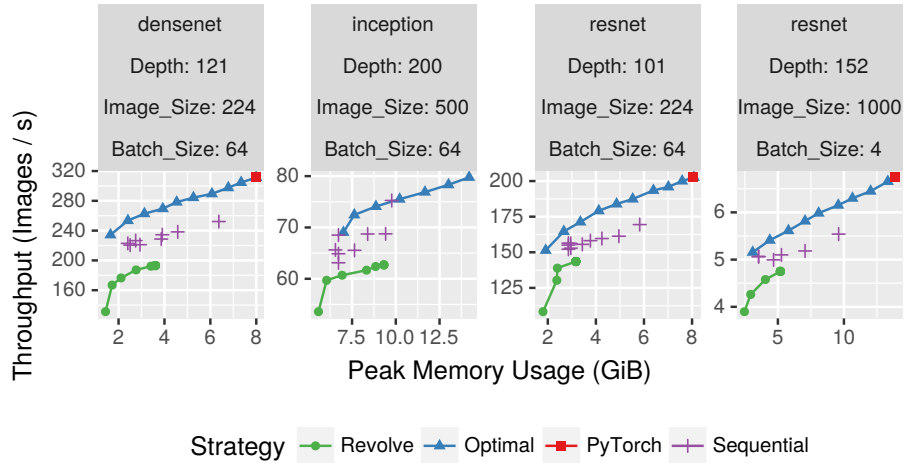 densenet
Depth: 121
Image_Size: 224
Batch_Size: 64
inception
Depth: 200
Image_Size: 500
Batch_Size: 64
resnet
Depth: 101
Image_Size: 224
Batch_Size: 64
resnet
Depth: 152
Image_Size: 1000
Batch_Size: 4
Throughput (Images / s)
320
280
240
200
160
2 4 6 8
80
70
60
7.5 10.0 12.5
200
175
150
125
2 4 6 8
6
5
4
5 10
Peak Memory Usage (GiB)
Strategy Revolve Optimal PyTorch Sequential